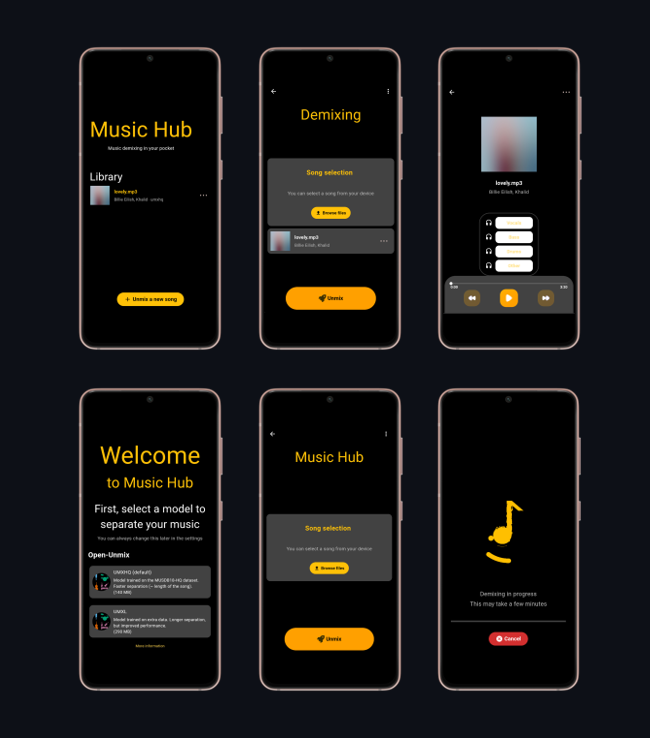 Music Hub
Music demixing in your pocket
Library
lovely.mp3
Billie Eilish, Khalid · unmix
+ Unmix a new song
Demixing
Song selection
You can select a song from your device
Browse files
lovely.mp3
Billie Eilish, Khalid
Unmix
lovely.mp3
Billie Eilish, Khalid
0:00
3:20
Welcome
to Music Hub
First, select a model to
separate your music
You can always change this later in the settings
Open-Unmix
UMXHQ (default)
Model trained on the MUSDB18-HQ dataset.
Faster separation (~ length of the song).
UMXL
Model trained on extra data. Longer separation,
but improved performance.
More information
Music Hub
Song selection
You can select a song from your device
Browse files
Unmix
Demixing in progress
This may take a few minutes
Cancel